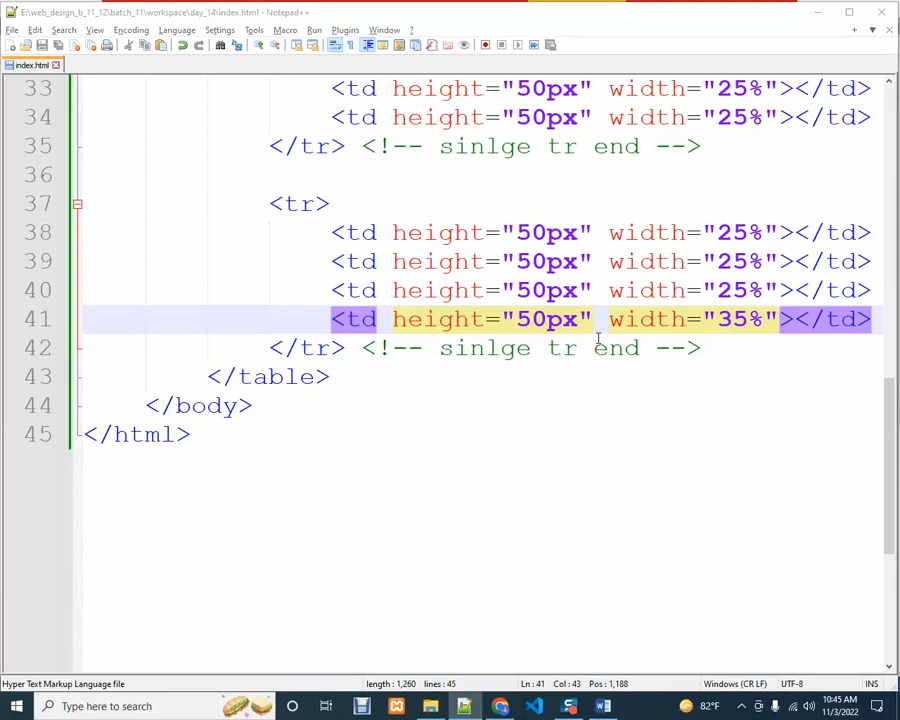 E:\web_design_b_11_12\batch_11\workspace\day_14\index.html - Notepad++
File Edit Search View Encoding Language Settings Tools Macro Run Plugins Window ?
index.html
33 <td height="50px" width="25%"></td>
34 <td height="50px" width="25%"></td>
35 </tr> <!-- sinlge tr end -->
36
37 <tr>
38 <td height="50px" width="25%"></td>
39 <td height="50px" width="25%"></td>
40 <td height="50px" width="25%"></td>
41 <td height="50px" width="35%"></td>
42 </tr> <!-- sinlge tr end -->
43 </table>
44 </body>
45 </html>
Hyper Text Markup Language file length : 1,260 lines : 45 Ln : 41 Col : 43 Pos : 1,188 Windows (CR LF) UTF-8 INS
Type here to search 82°F 10:45 AM
11/3/2022